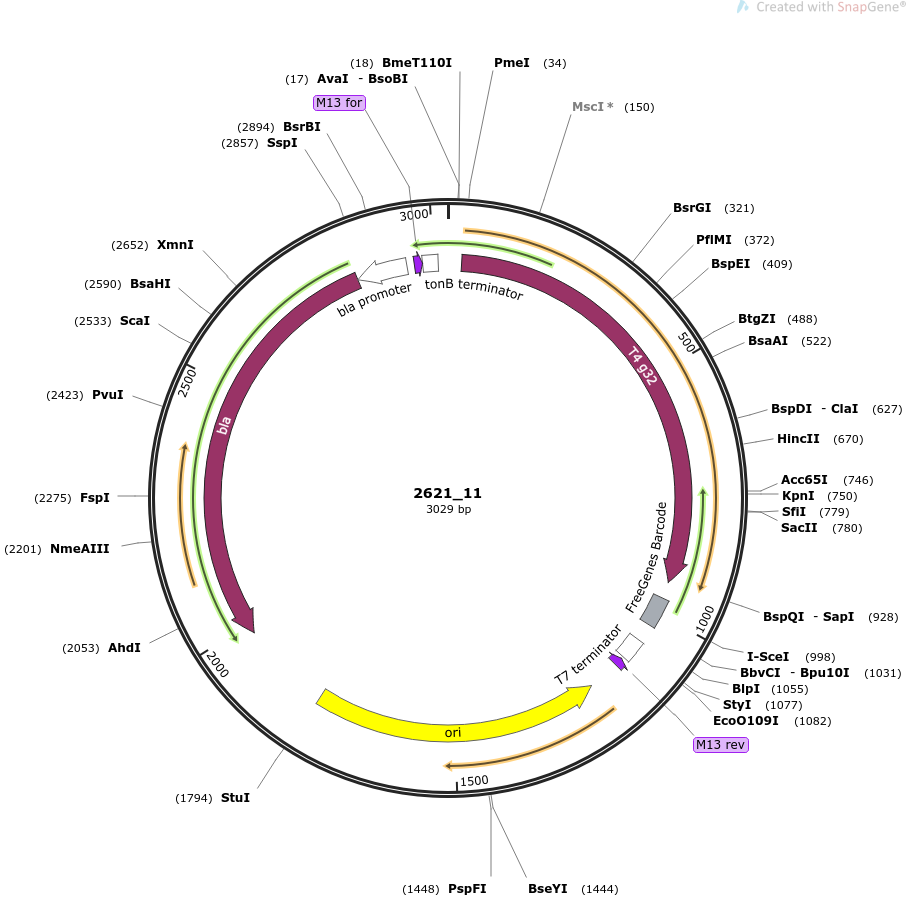 Created with SnapGene®
(18) BmeT110I
PmeI (34)
(17) AvaI - BsoBI
M13 for
MscI * (150)
(2894) BsrBI
(2857) SspI
3000
BsrGI (321)
(2652) XmnI
PflMI (372)
BspEI (409)
(2590) BsaHI
bla promoter
tonB terminator
(2533) ScaI
BtgZI (488)
500
BsaAI (522)
T4 g32
2500
(2423) PvuI
BspDI - ClaI (627)
bla
HincII (670)
Acc65I (746)
2621_11
KpnI (750)
(2275) FspI
3029 bp
SfiI (779)
SacII (780)
(2201) NmeAIII
FreeGenes Barcode
BspQI - SapI (928)
1000
(2053) AhdI
I-SceI (998)
2000
T7 terminator
BbvCI - Bpu10I (1031)
BlpI (1055)
StyI (1077)
EcoO109I (1082)
ori
M13 rev
1500
(1794) StuI
(1448) PspFI
BseYI (1444)